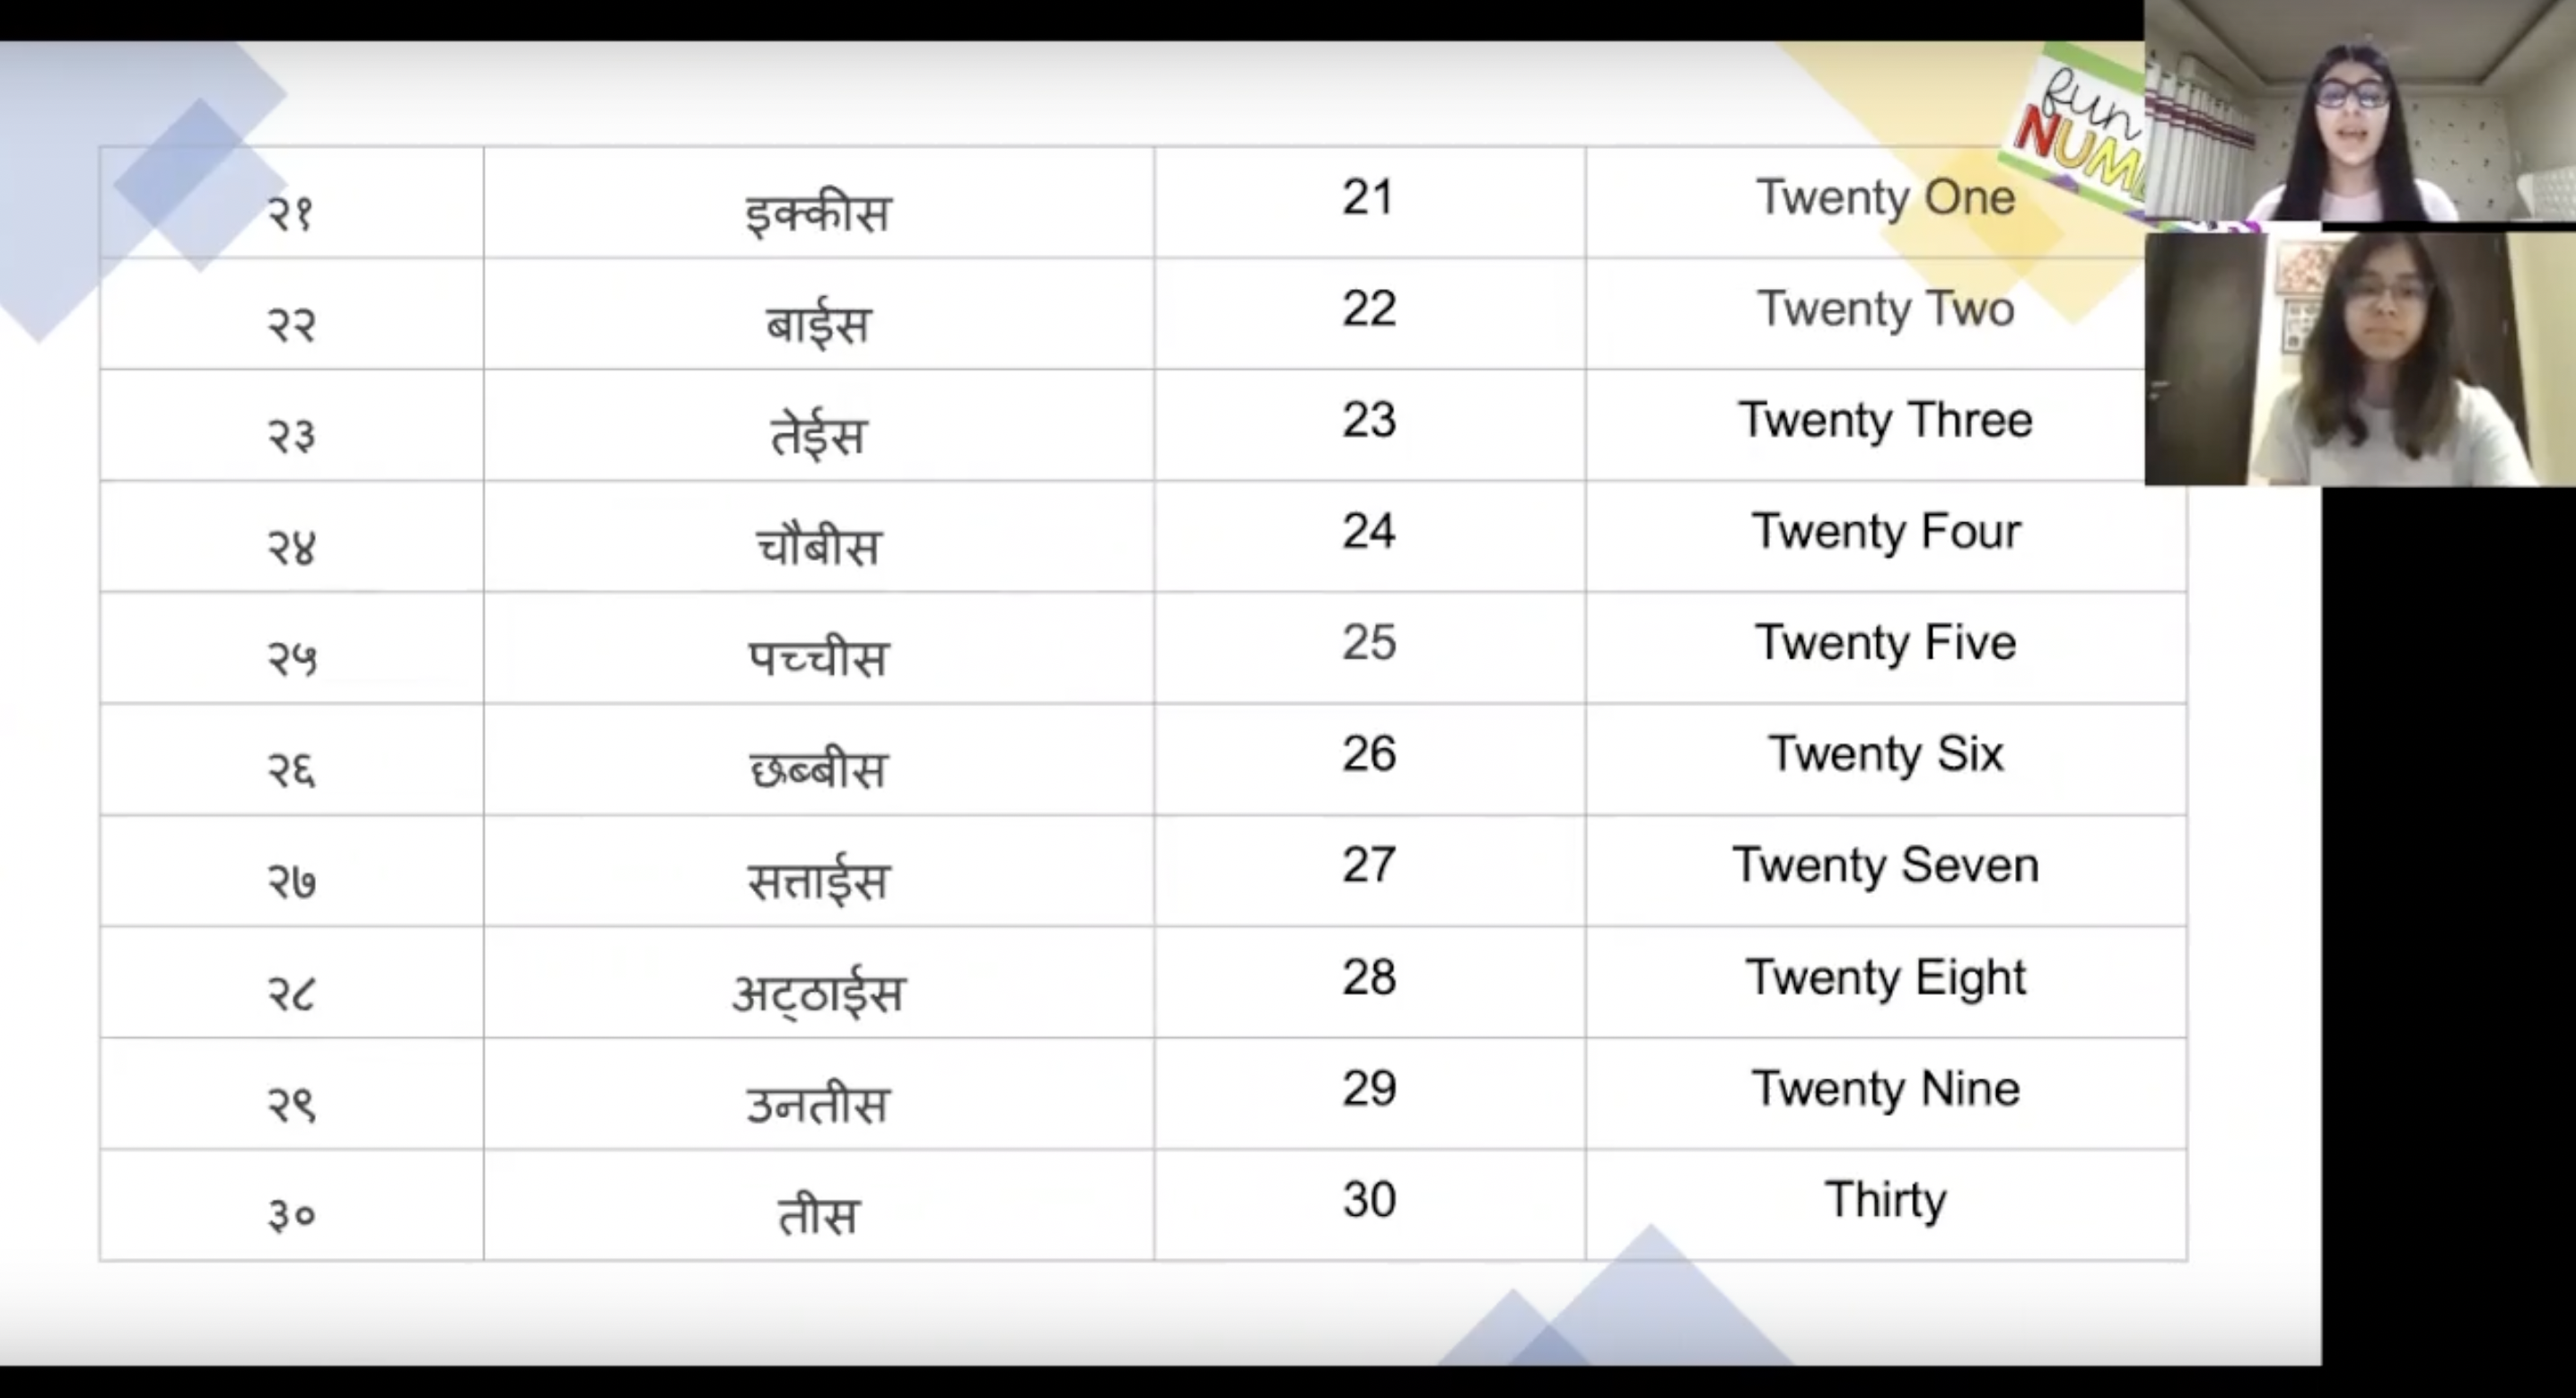 fun
२१ इक्कीस 21 Twenty One
२२ बाईस 22 Twenty Two
२३ तेईस 23 Twenty Three
२४ चौबीस 24 Twenty Four
२५ पच्चीस 25 Twenty Five
२६ छब्बीस 26 Twenty Six
२७ सत्ताईस 27 Twenty Seven
२८ अट्ठाईस 28 Twenty Eight
२९ उनतीस 29 Twenty Nine
३० तीस 30 Thirty